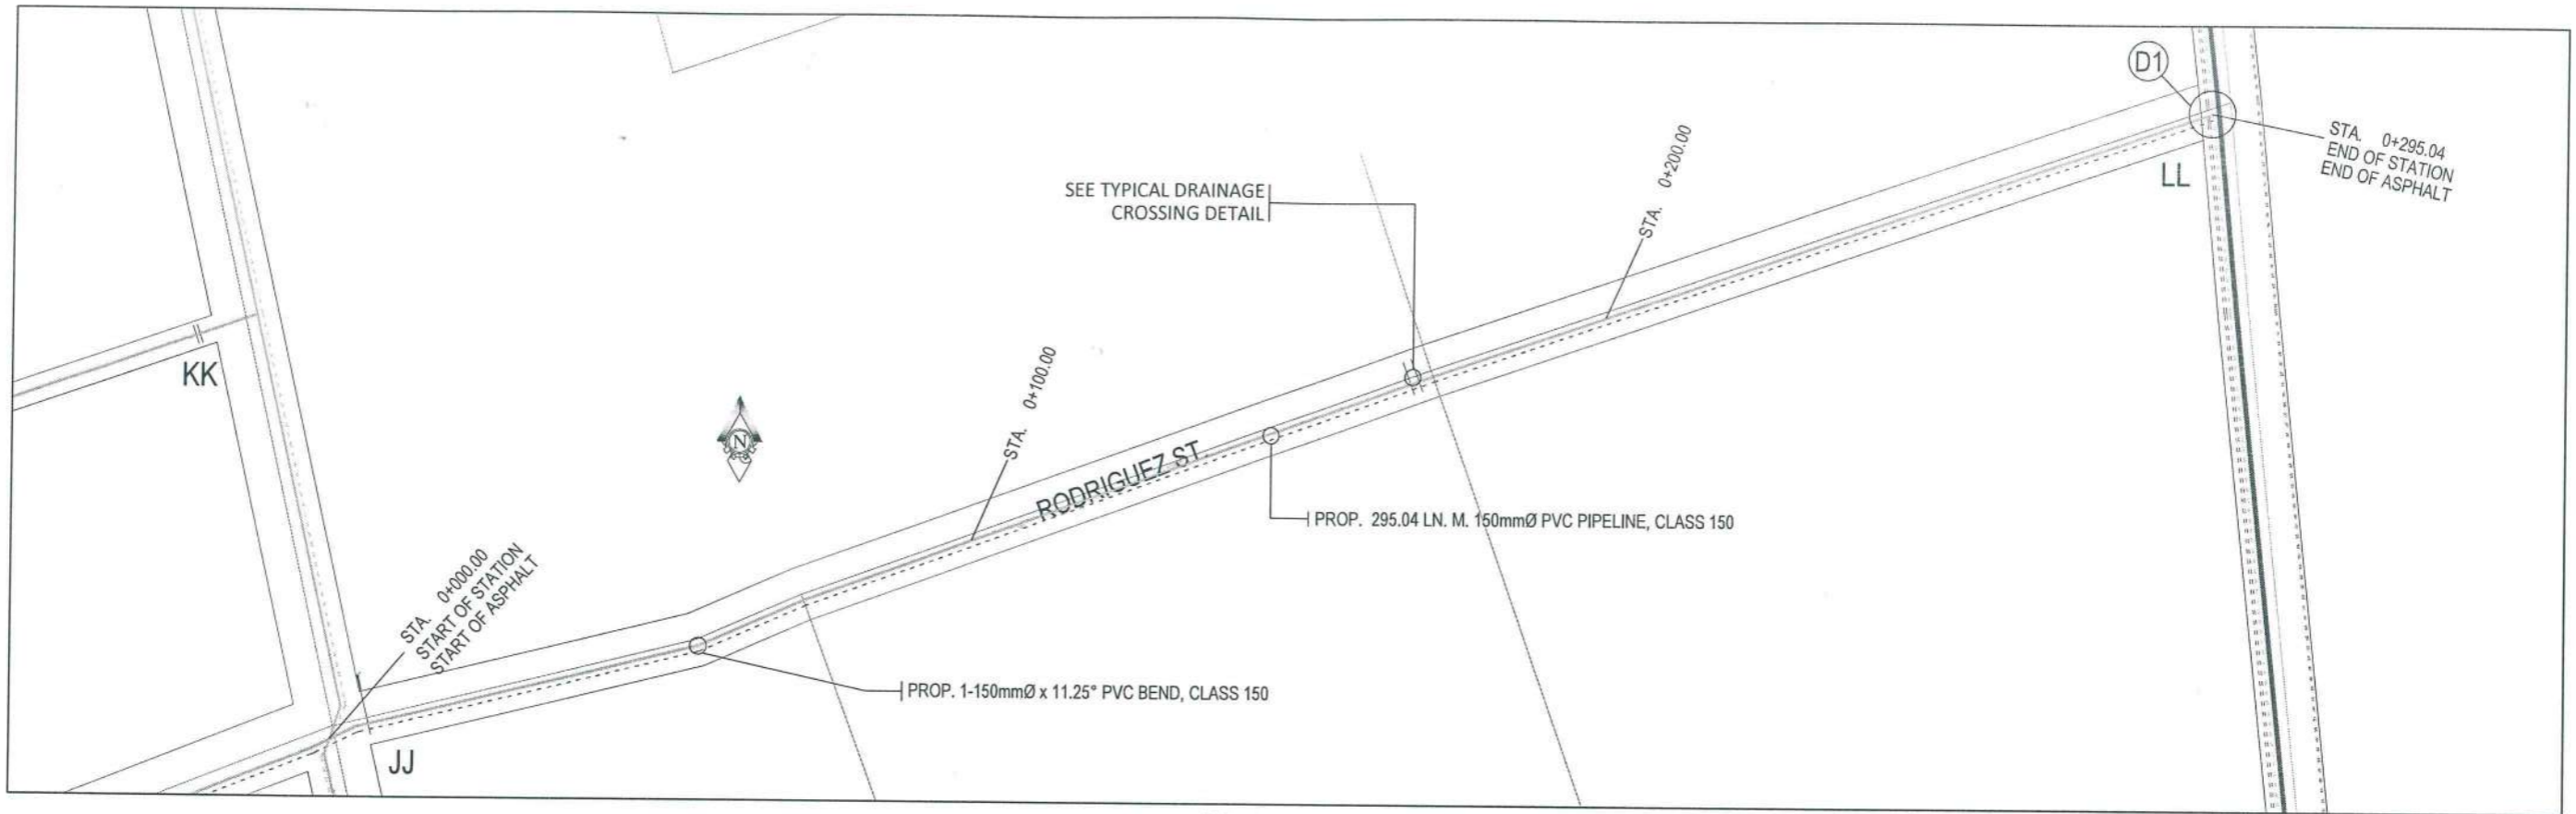 D1
STA. 0+295.04
END OF STATION
END OF ASPHALT
LL
STA. 0+200.00
SEE TYPICAL DRAINAGE
CROSSING DETAIL
KK
N
STA. 0+100.00
RODRIGUEZ ST.
PROP. 295.04 LN. M. 150mmØ PVC PIPELINE, CLASS 150
STA. 0+000.00
START OF STATION
START OF ASPHALT
PROP. 1-150mmØ x 11.25° PVC BEND, CLASS 150
JJ